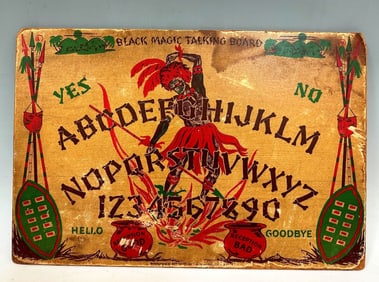 BLACK MAGIC TALKING BOARD
YES NO
ABCDEFGHIJKLM
NOPQRSTUVWXYZ
1234567890
HELLO GOODBYE
BAD